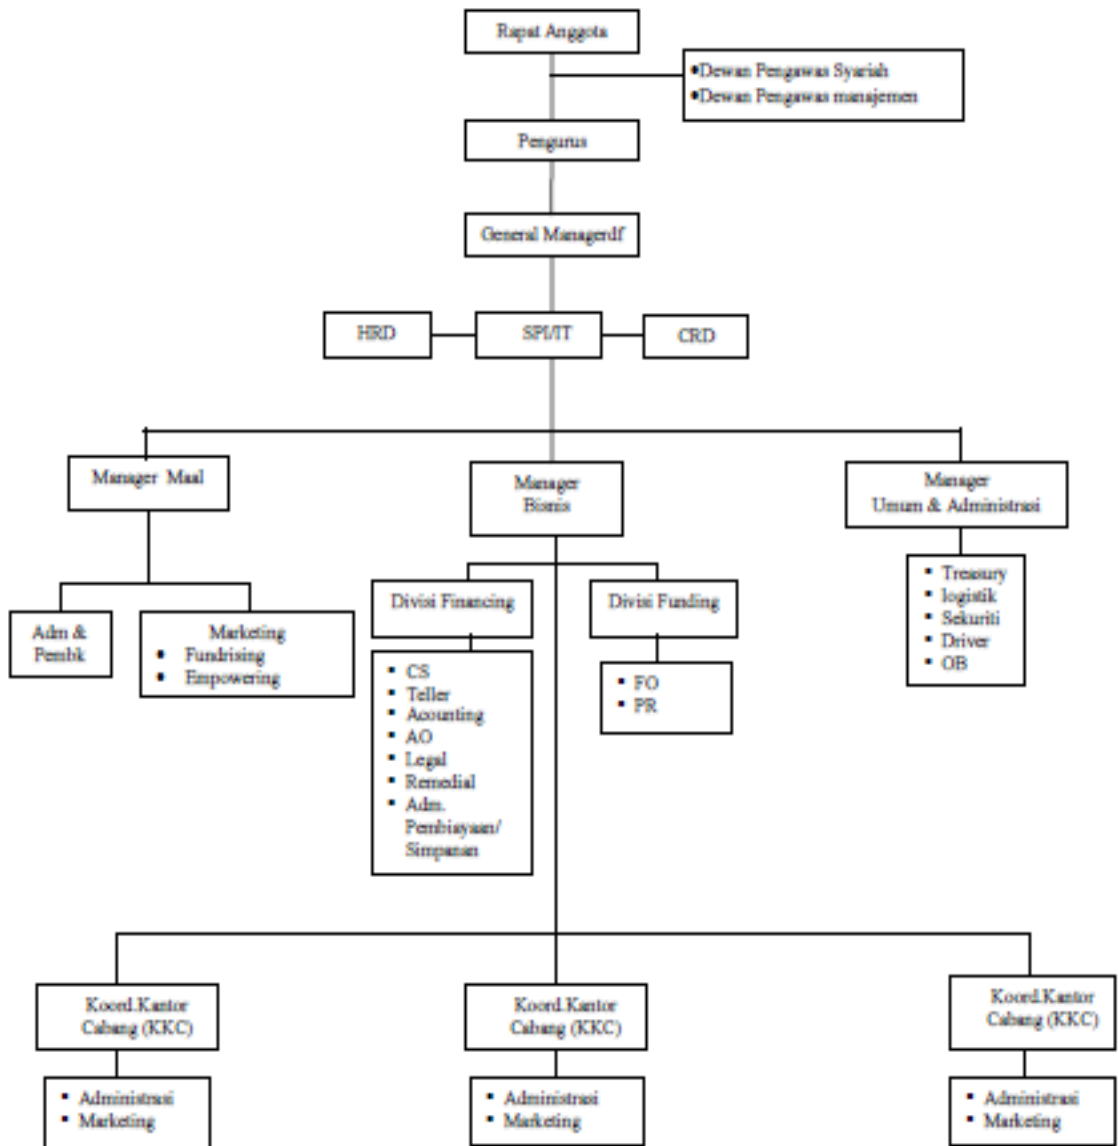 Rapat Anggota
•Dewan Pengawas Syariah
•Dewan Pengawas manajemen
Pengurus
General Managerdf
HRD
SPI/IT
CRD
Manager Maal
Manager
Bisnis
Manager
Umum & Administrasi
Adm &
Pembk
Marketing
• Fundrising
• Empowering
Divisi Financing
▪ CS
▪ Teller
▪ Acounting
▪ AO
▪ Legal
▪ Remedial
▪ Adm.
Pembiayaan/
Simpanan
Divisi Funding
▪ FO
▪ PR
▪ Treasury
▪ logistik
▪ Sekuriti
▪ Driver
▪ OB
Koord.Kantor
Cabang (KKC)
▪ Administrasi
▪ Marketing
Koord.Kantor
Cabang (KKC)
▪ Administrasi
▪ Marketing
Koord.Kantor
Cabang (KKC)
▪ Administrasi
▪ Marketing